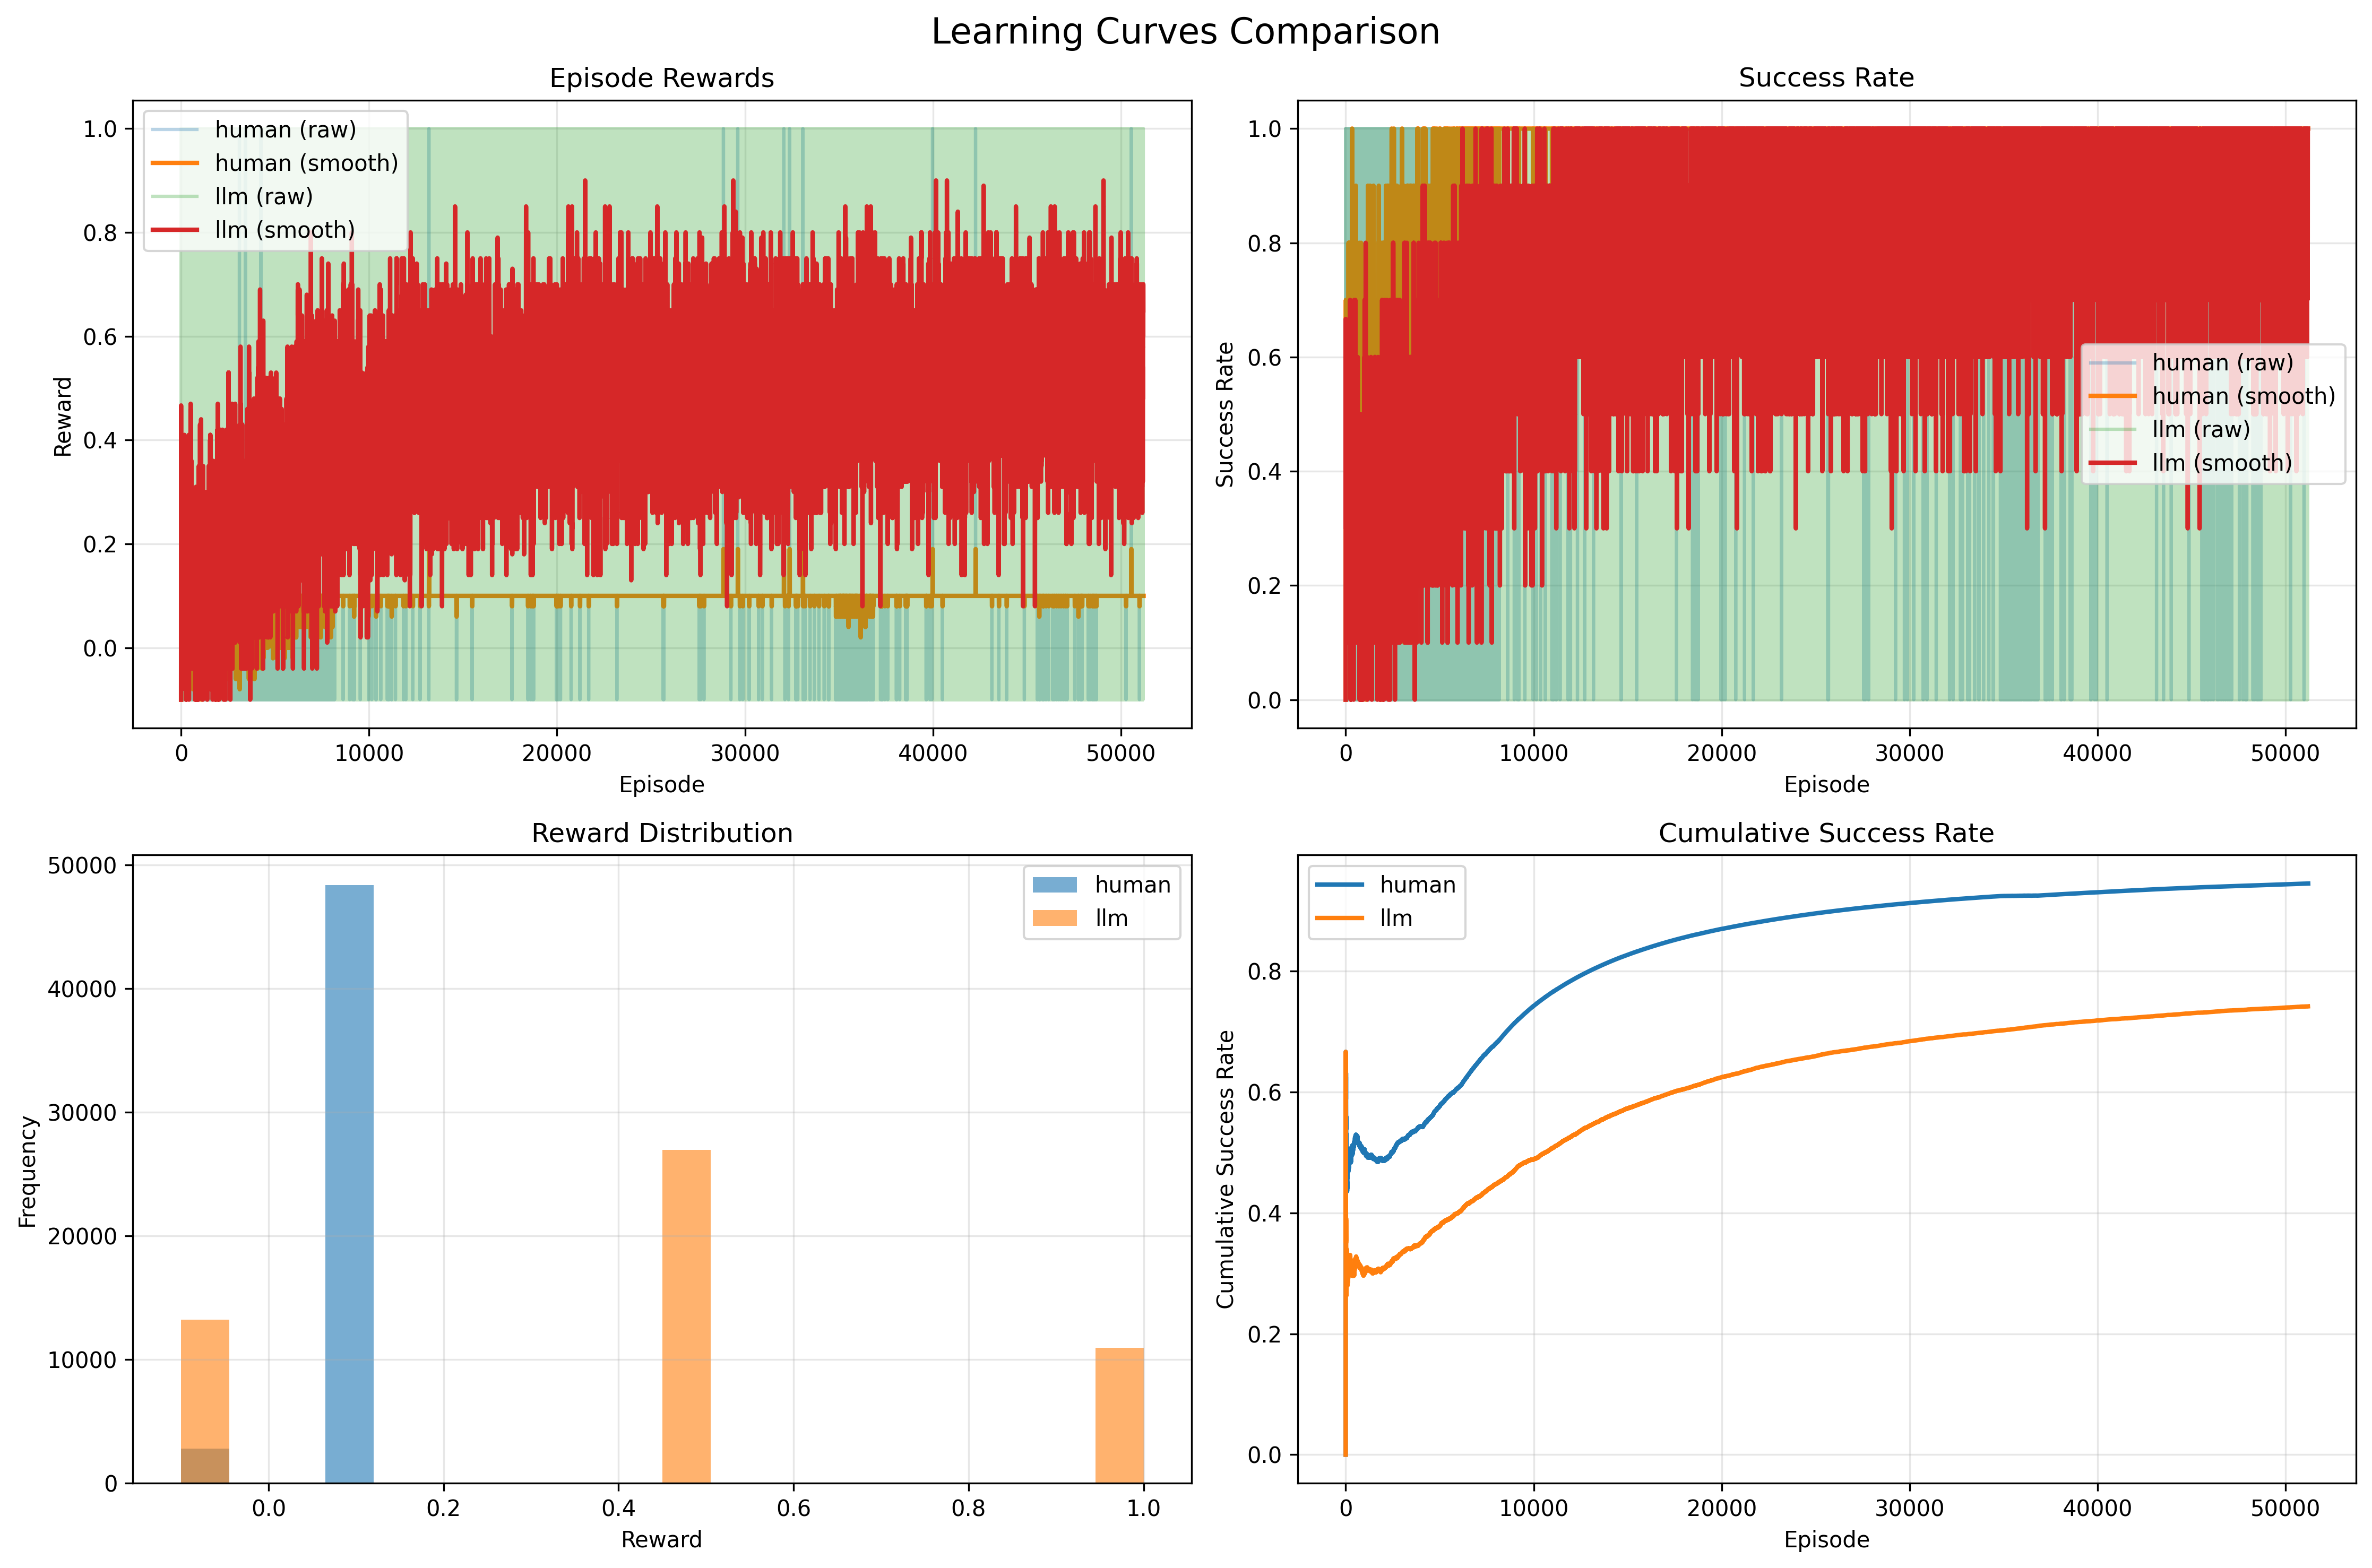 Learning Curves Comparison
Episode Rewards
human (raw)
human (smooth)
llm (raw)
llm (smooth)
1.0
0.8
0.6
0.4
0.2
0.0
Reward
0
10000
20000
30000
40000
50000
Episode
Success Rate
1.0
0.8
0.6
0.4
0.2
0.0
Success Rate
human (raw)
human (smooth)
llm (raw)
llm (smooth)
0
10000
20000
30000
40000
50000
Episode
Reward Distribution
human
llm
50000
40000
30000
20000
10000
0
Frequency
0.0
0.2
0.4
0.6
0.8
1.0
Reward
Cumulative Success Rate
human
llm
0.8
0.6
0.4
0.2
0.0
Cumulative Success Rate
0
10000
20000
30000
40000
50000
Episode